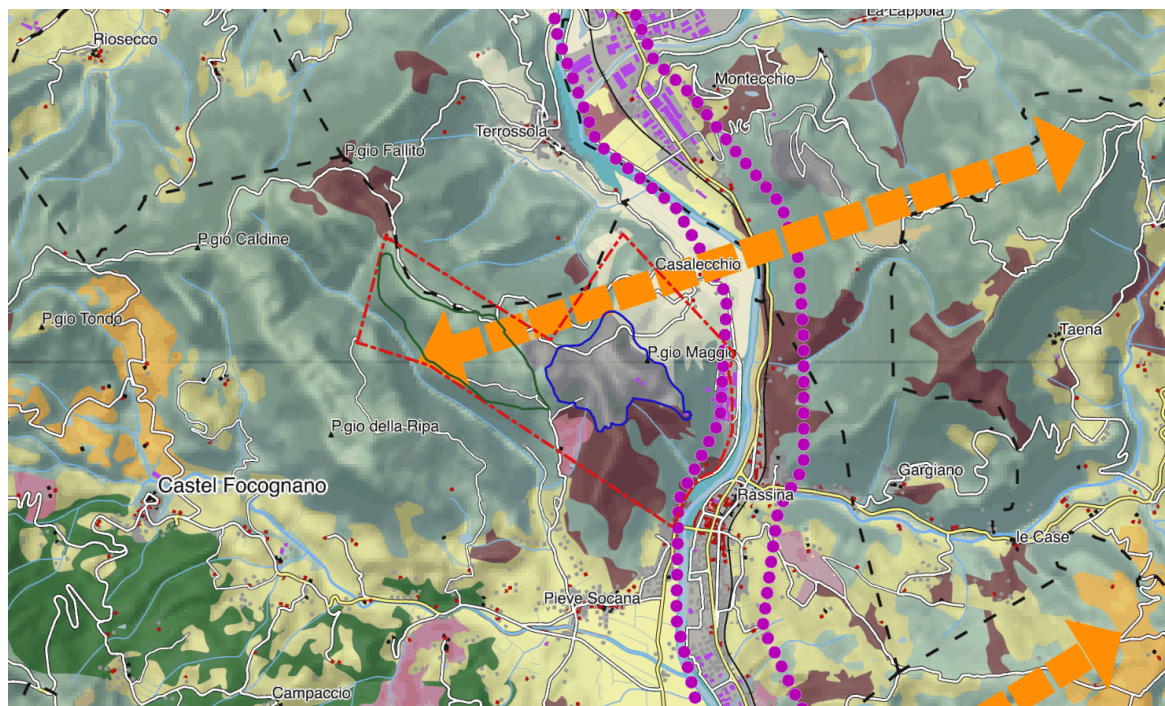 La Lappola
Riosecco
Montecchio
Terrossola
P.gio Fallito
P.gio Caldine
Casalecchio
P.gio Tondo
Taena
P.gio Maggio
P.gio della Ripa
Gargiano
Castel Focognano
Rassina
le Case
Pieve Socana
Campaccio